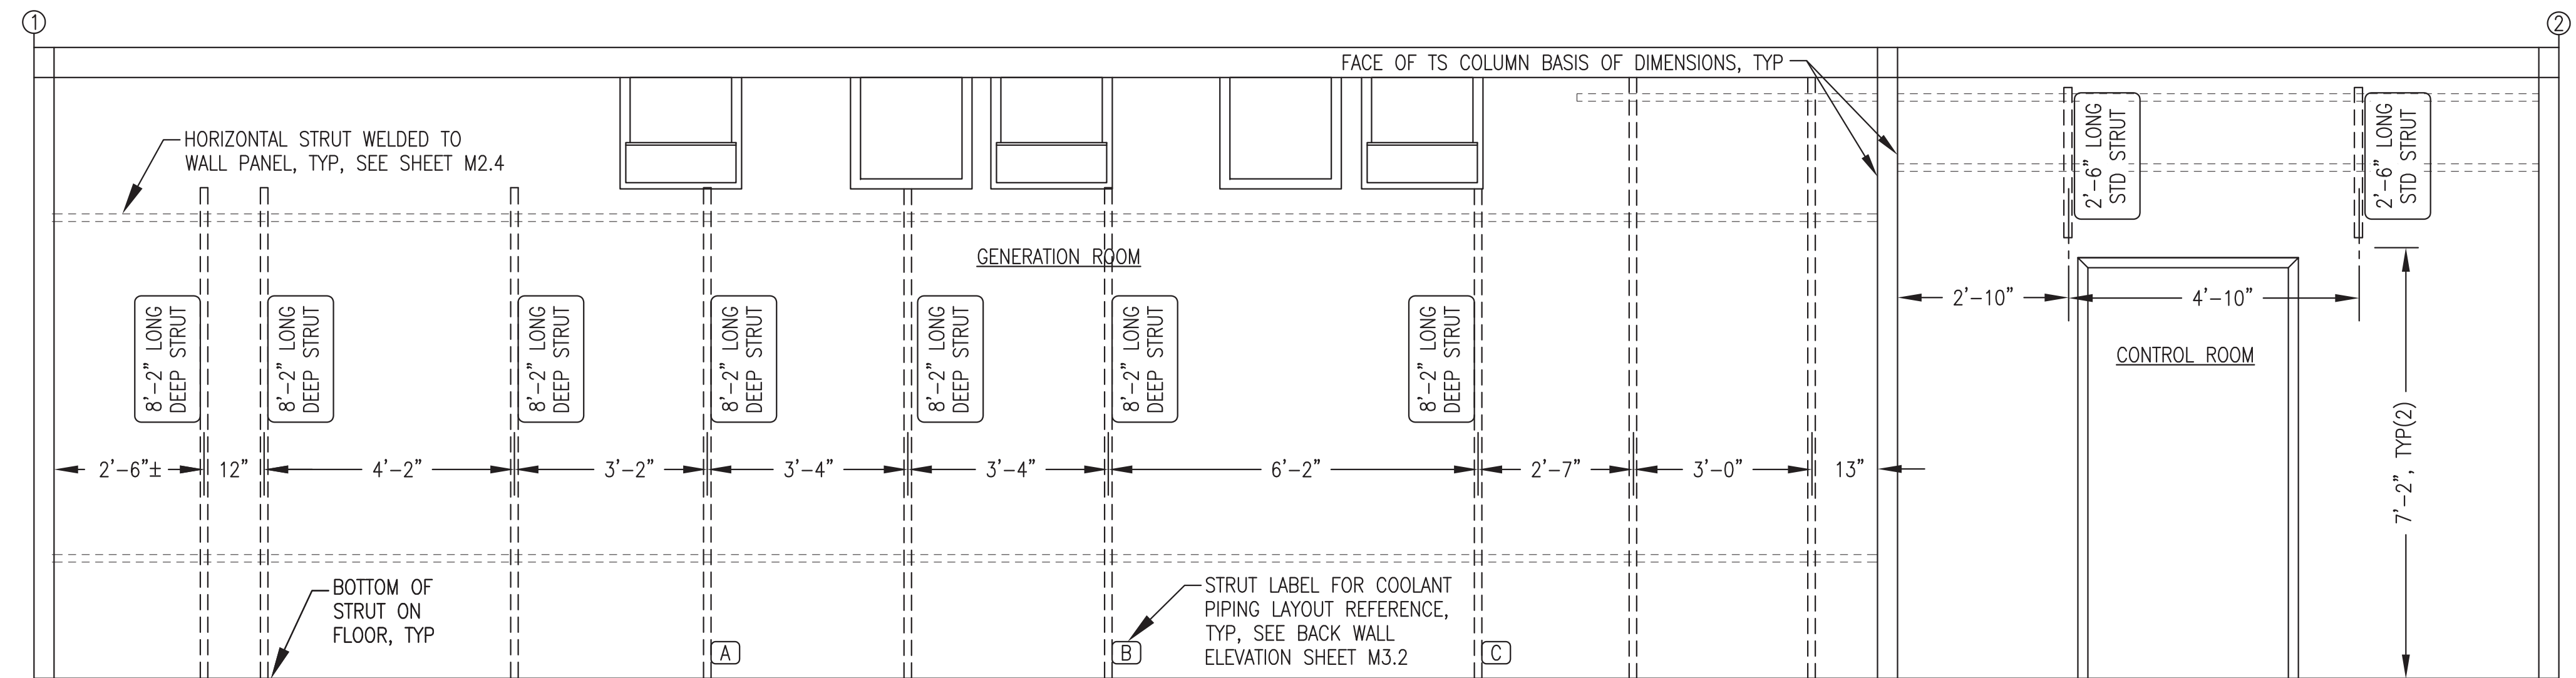 1
2
FACE OF TS COLUMN BASIS OF DIMENSIONS, TYP
HORIZONTAL STRUT WELDED TO
WALL PANEL, TYP, SEE SHEET M2.4
2'-6" LONG
STD STRUT
2'-6" LONG
STD STRUT
GENERATION ROOM
8'-2" LONG
DEEP STRUT
8'-2" LONG
DEEP STRUT
8'-2" LONG
DEEP STRUT
8'-2" LONG
DEEP STRUT
8'-2" LONG
DEEP STRUT
8'-2" LONG
DEEP STRUT
8'-2" LONG
DEEP STRUT
2'-10"
4'-10"
CONTROL ROOM
7'-2", TYP(2)
2'-6"±
12"
4'-2"
3'-2"
3'-4"
3'-4"
6'-2"
2'-7"
3'-0"
13"
BOTTOM OF
STRUT ON
FLOOR, TYP
STRUT LABEL FOR COOLANT
PIPING LAYOUT REFERENCE,
TYP, SEE BACK WALL
ELEVATION SHEET M3.2
A
B
C